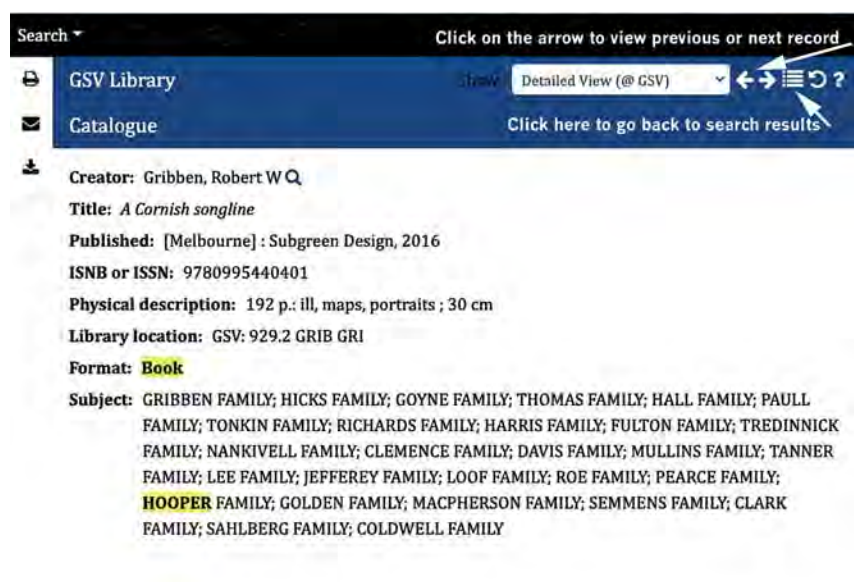 Search
Click on the arrow to view previous or next record
GSV Library
Show
Detailed View (@ GSV)
?
Catalogue
Click here to go back to search results
Creator: Gribben, Robert W
Title: A Cornish songline
Published: [Melbourne] : Subgreen Design, 2016
ISNB or ISSN: 9780995440401
Physical description: 192 p.: ill, maps, portraits ; 30 cm
Library location: GSV: 929.2 GRIB GRI
Format: Book
Subject: GRIBBEN FAMILY; HICKS FAMILY; GOYNE FAMILY; THOMAS FAMILY; HALL FAMILY; PAULL
FAMILY; TONKIN FAMILY; RICHARDS FAMILY; HARRIS FAMILY; FULTON FAMILY; TREDINNICK
FAMILY; NANKIVELL FAMILY; CLEMENCE FAMILY; DAVIS FAMILY; MULLINS FAMILY; TANNER
FAMILY; LEE FAMILY; JEFFEREY FAMILY; LOOF FAMILY; ROE FAMILY; PEARCE FAMILY;
HOOPER FAMILY; GOLDEN FAMILY; MACPHERSON FAMILY; SEMMENS FAMILY; CLARK
FAMILY; SAHLBERG FAMILY; COLDWELL FAMILY